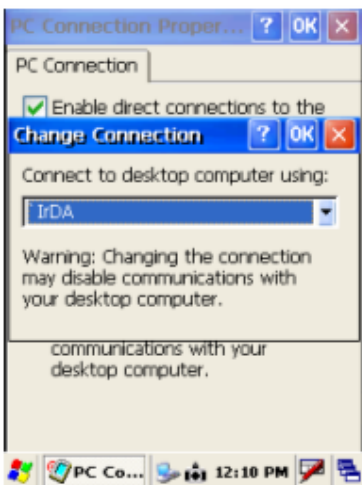 PC Connection Proper... ? OK ×
PC Connection
Enable direct connections to the
Change Connection ? OK ×
Connect to desktop computer using:
`IrDA
Warning: Changing the connection
may disable communications with
your desktop computer.
communications with your
desktop computer.
PC Co... 12:10 PM